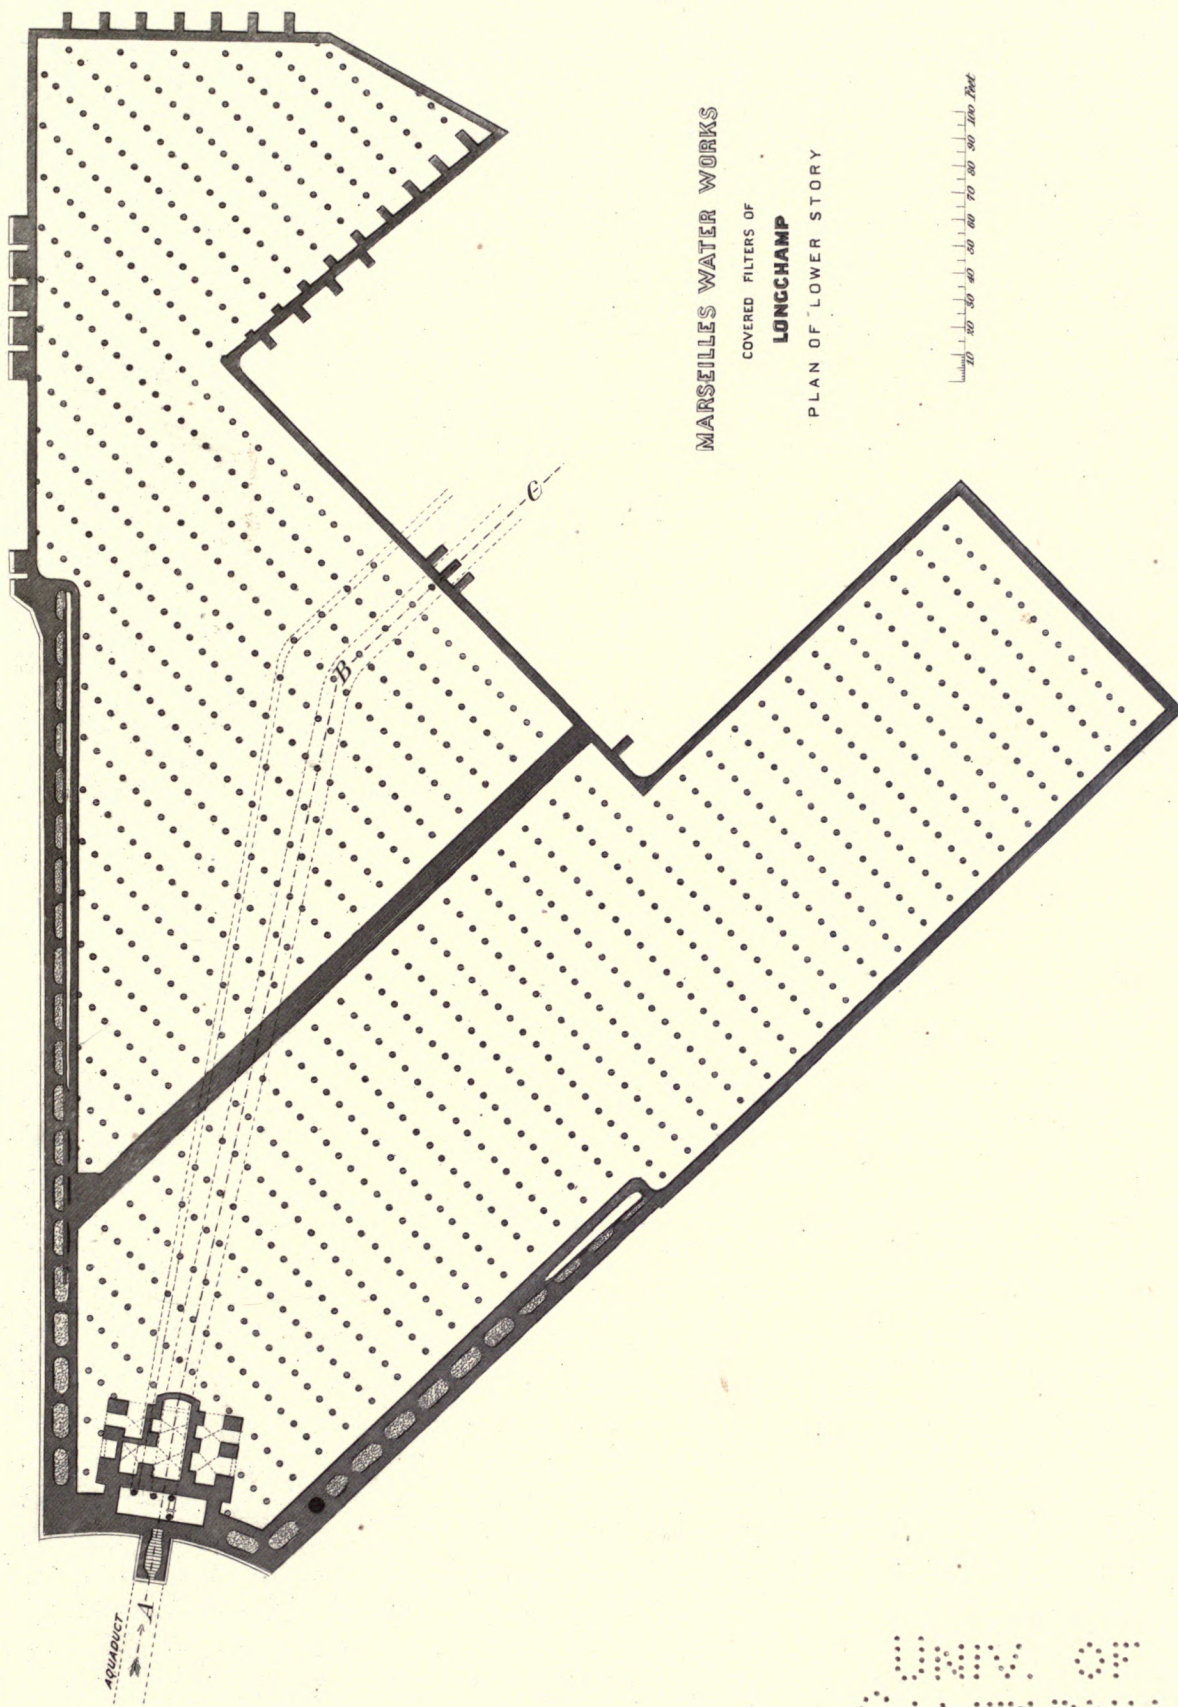 MARSEILLES WATER WORKS
COVERED FILTERS OF
LONGCHAMP
PLAN OF LOWER STORY
10 20 30 40 50 60 70 80 90 100 Feet
C
B
A
AQUADUCT
UNIV. OF